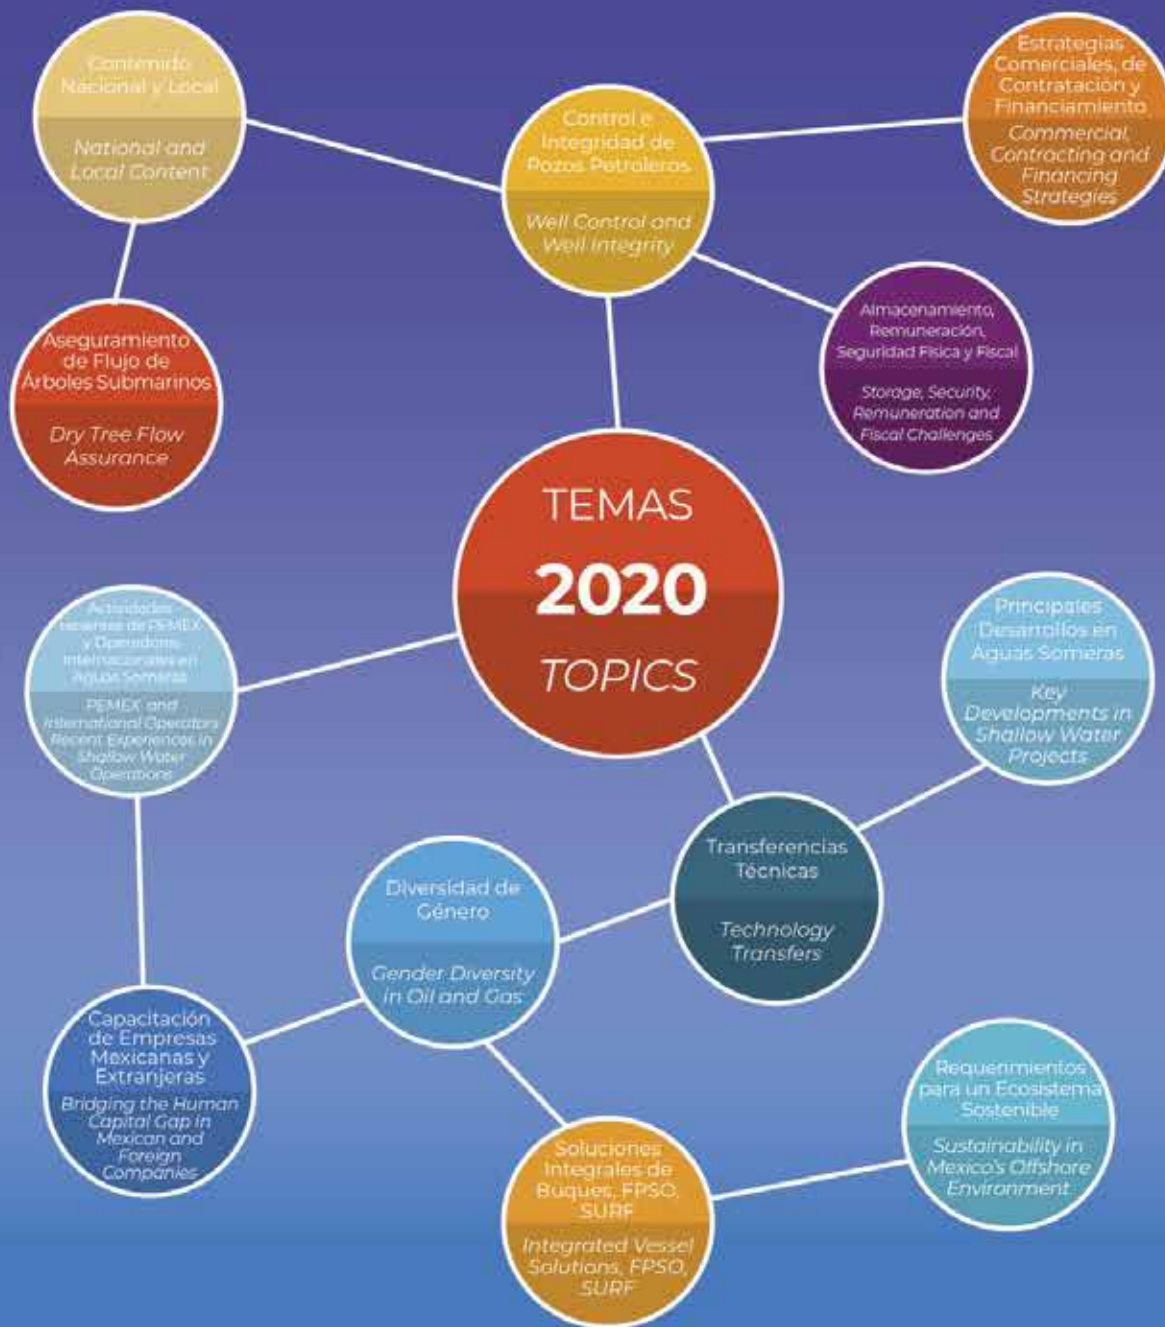 Contenido
Nacional y Local
National and
Local Content
Control e
Integridad de
Pozos Petroleros
Well Control and
Well Integrity
Estrategias
Comerciales, de
Contratación y
Financiamiento
Commercial,
Contracting and
Financing
Strategies
Aseguramiento
de Flujo de
Árboles Submarinos
Dry Tree Flow
Assurance
Almacenamiento,
Remuneración,
Seguridad Física y Fiscal
Storage, Security,
Remuneration and
Fiscal Challenges
TEMAS
2020
TOPICS
Actividades
recientes de PEMEX
y Operadores
Internacionales en
Aguas Someras
PEMEX and
International Operators
Recent Experiences in
Shallow Water
Operations
Principales
Desarrollos en
Aguas Someras
Key
Developments in
Shallow Water
Projects
Transferencias
Técnicas
Technology
Transfers
Diversidad de
Género
Gender Diversity
in Oil and Gas
Capacitación
de Empresas
Mexicanas y
Extranjeras
Bridging the Human
Capital Gap in
Mexican and
Foreign
Companies
Soluciones
Integrales de
Buques, FPSO,
SURF
Integrated Vessel
Solutions, FPSO,
SURF
Requerimientos
para un Ecosistema
Sostenible
Sustainability in
Mexico's Offshore
Environment